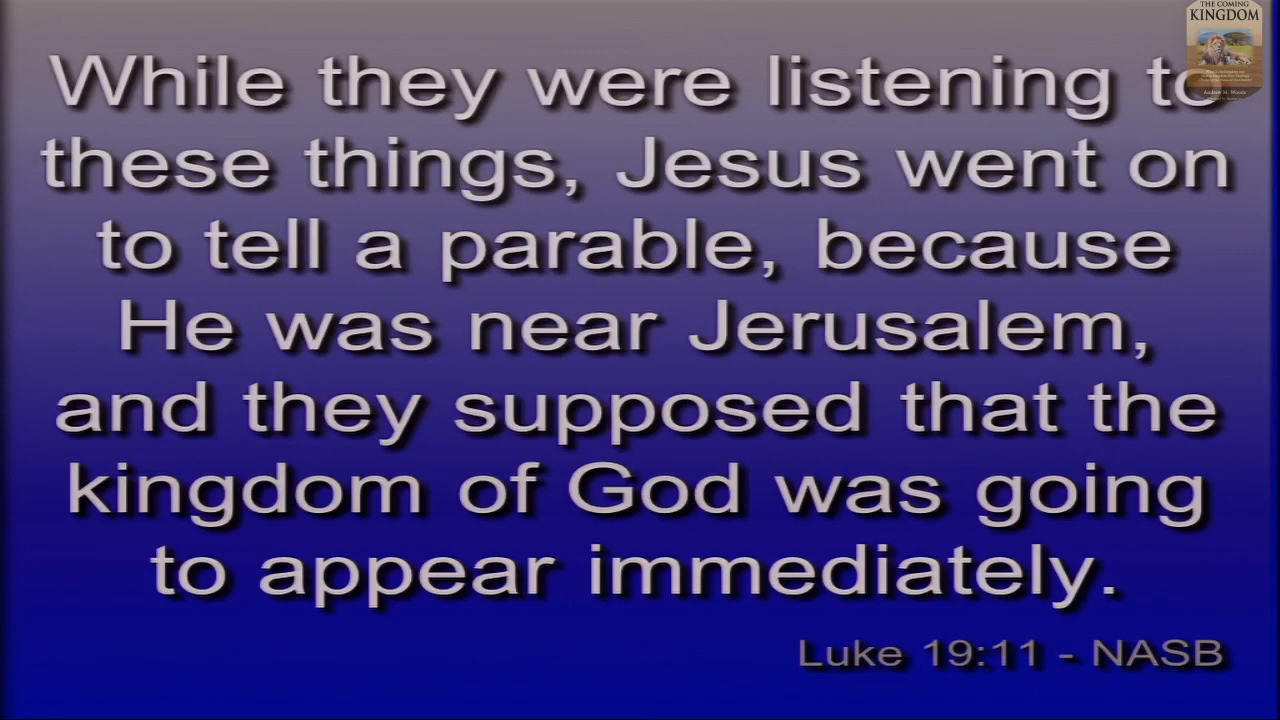 THE COMING
KINGDOM
While they were listening to
these things, Jesus went on
to tell a parable, because
He was near Jerusalem,
and they supposed that the
kingdom of God was going
to appear immediately.
Luke 19:11 - NASB
Andrew M. Woods